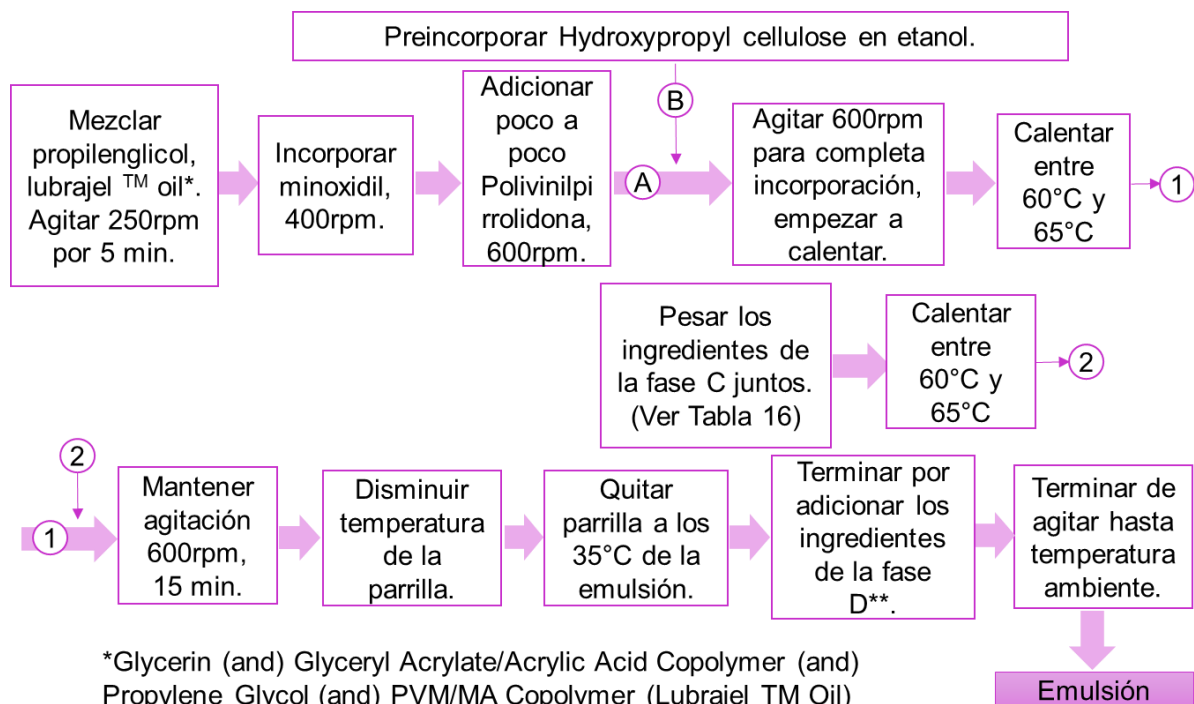 Preincorporar Hydroxypropyl cellulose en etanol.
B
Mezclar
propilenglicol,
lubrajel TM oil*.
Agitar 250rpm
por 5 min.
Incorporar
minoxidil,
400rpm.
Adicionar
poco a
poco
Polivinilpi
rrolidona,
600rpm.
A
Agitar 600rpm
para completa
incorporación,
empezar a
calentar.
Calentar
entre
60°C y
65°C
1
Pesar los
ingredientes de
la fase C juntos.
(Ver Tabla 16)
Calentar
entre
60°C y
65°C
2
2
1
Mantener
agitación
600rpm,
15 min.
Disminuir
temperatura
de la
parrilla.
Quitar
parrilla a los
35°C de la
emulsión.
Terminar por
adicionar los
ingredientes
de la fase
D**.
Terminar de
agitar hasta
temperatura
ambiente.
*Glycerin (and) Glyceryl Acrylate/Acrylic Acid Copolymer (and)
Propylene Glycol (and) PVM/MA Copolymer (Lubrajel TM Oil)
Emulsión